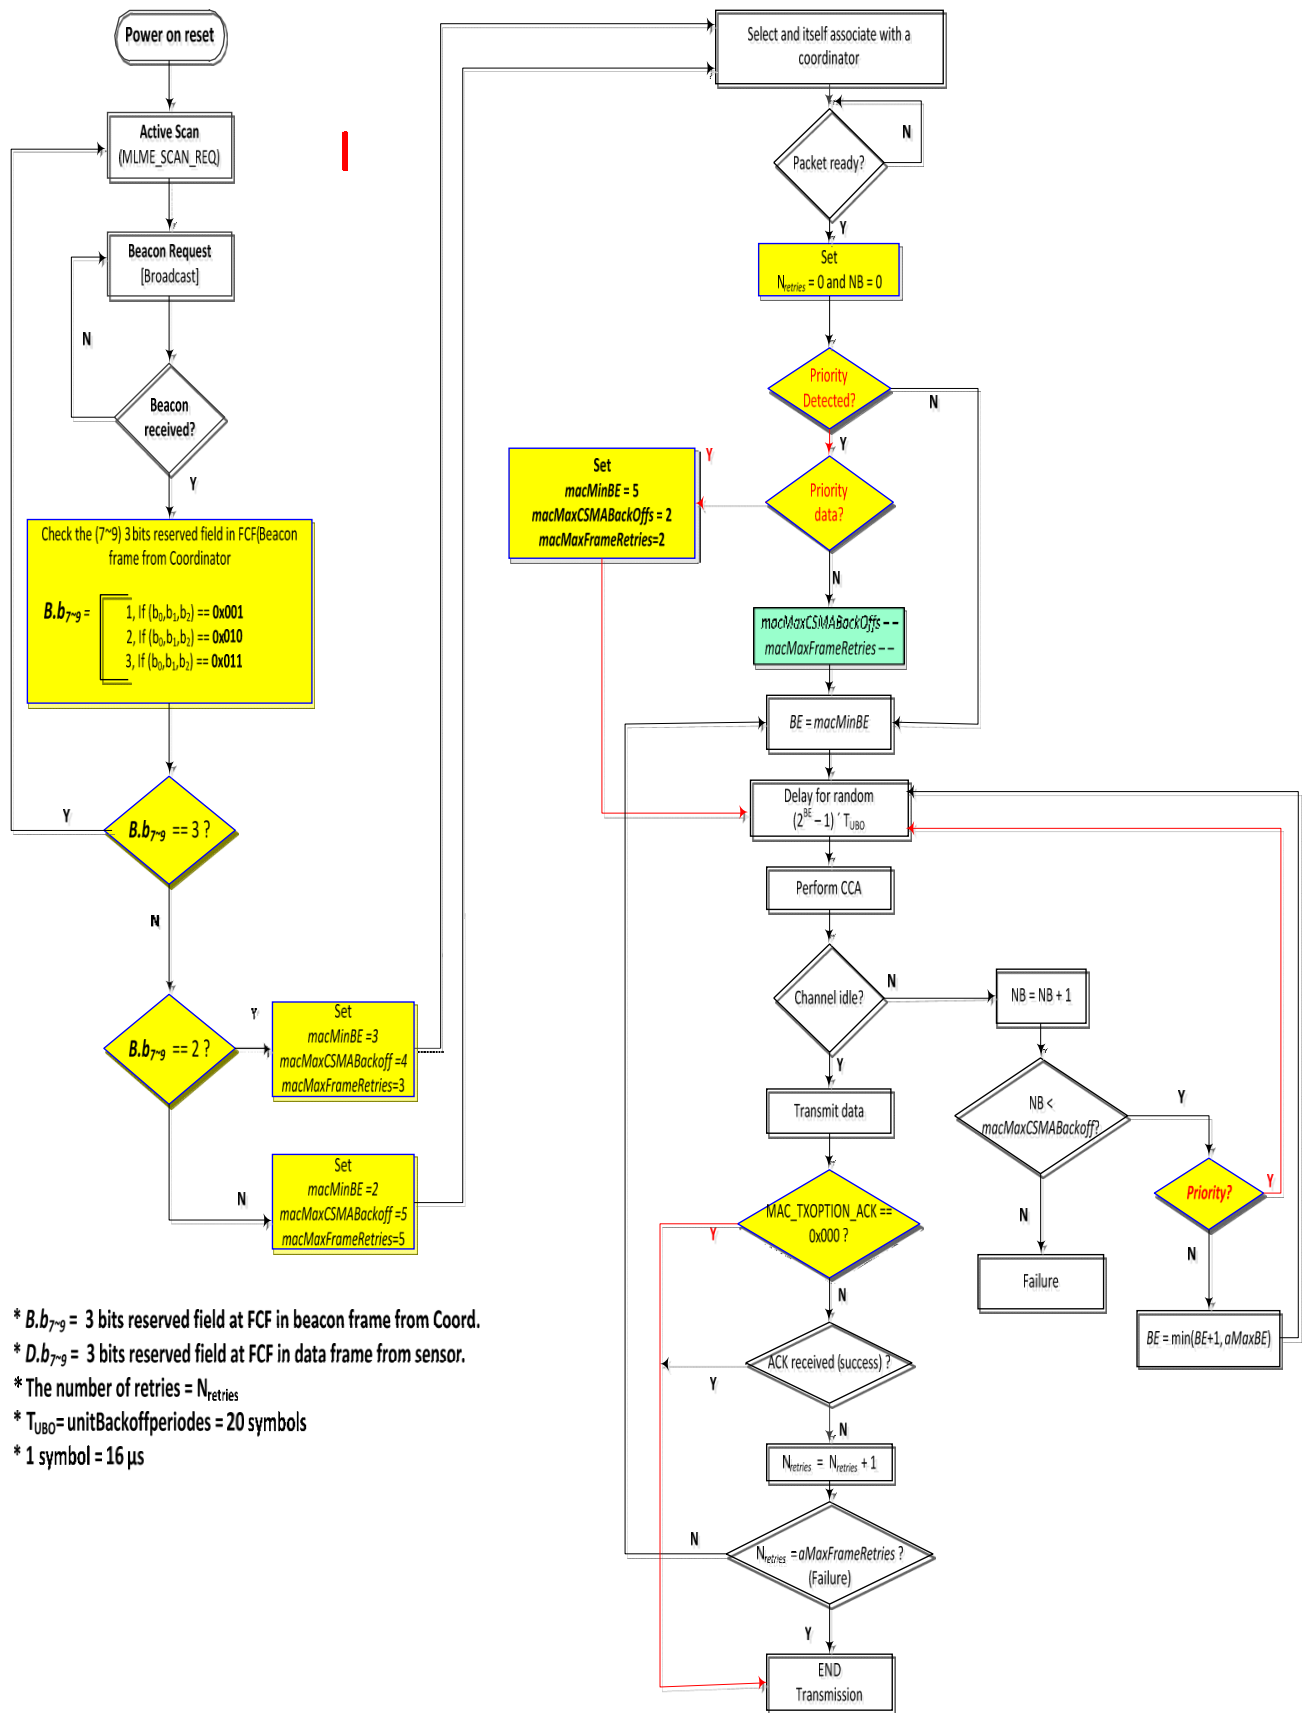 Power on reset
Active Scan
(MLME_SCAN_REQ)
Beacon Request
[Broadcast]
N
Beacon
received?
Y
Check the (7~9) 3 bits reserved field in FCF(Beacon
frame from Coordinator
B.b7~9 =
1, If (b0,b1,b2) == 0x001
2, If (b0,b1,b2) == 0x010
3, If (b0,b1,b2) == 0x011
B.b7~9 == 3 ?
Y
N
B.b7~9 == 2 ?
Y
Set
macMinBE =3
macMaxCSMABackoff =4
macMaxFrameRetries=3
N
Set
macMinBE =2
macMaxCSMABackoff =5
macMaxFrameRetries=5
* B.b7~9 = 3 bits reserved field at FCF in beacon frame from Coord.
* D.b7~9 = 3 bits reserved field at FCF in data frame from sensor.
* The number of retries = Nretries
* TUBO= unitBackoffperiodes = 20 symbols
* 1 symbol = 16 µs
Select and itself associate with a
coordinator
Packet ready?
N
Y
Set
Nretries = 0 and NB = 0
Priority
Detected?
N
Y
Priority
data?
Y
Set
macMinBE = 5
macMaxCSMABackOffs = 2
macMaxFrameRetries=2
N
macMaxCSMABackOffs – –
macMaxFrameRetries – –
BE = macMinBE
Delay for random
(2^BE – 1) ´ TUBO
Perform CCA
Channel idle?
N
Y
NB = NB + 1
NB <
macMaxCSMABackoff?
Y
N
Failure
Priority?
Y
N
BE = min(BE+1, aMaxBE)
Transmit data
MAC_TXOPTION_ACK ==
0x000 ?
Y
N
ACK received (success) ?
Y
N
Nretries = Nretries + 1
Nretries = aMaxFrameRetries ?
(Failure)
N
Y
END
Transmission